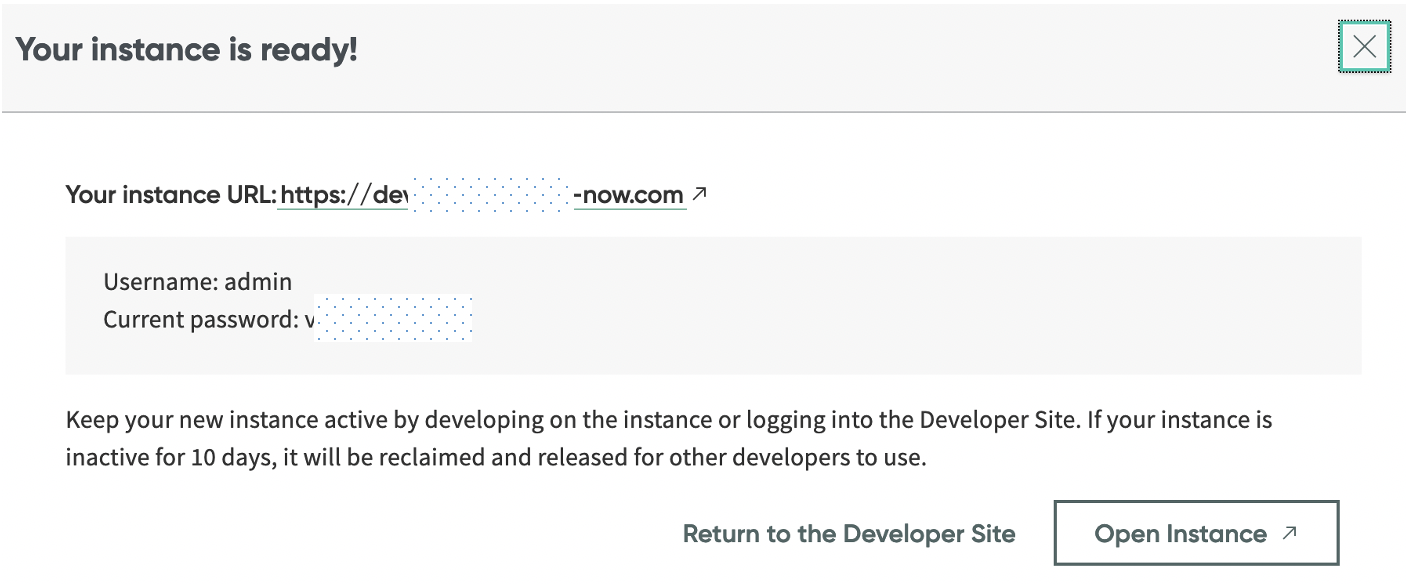 Your instance is ready!
Your instance URL: https://dev -now.com
Username: admin
Current password: v
Keep your new instance active by developing on the instance or logging into the Developer Site. If your instance is
inactive for 10 days, it will be reclaimed and released for other developers to use.
Return to the Developer Site
Open Instance